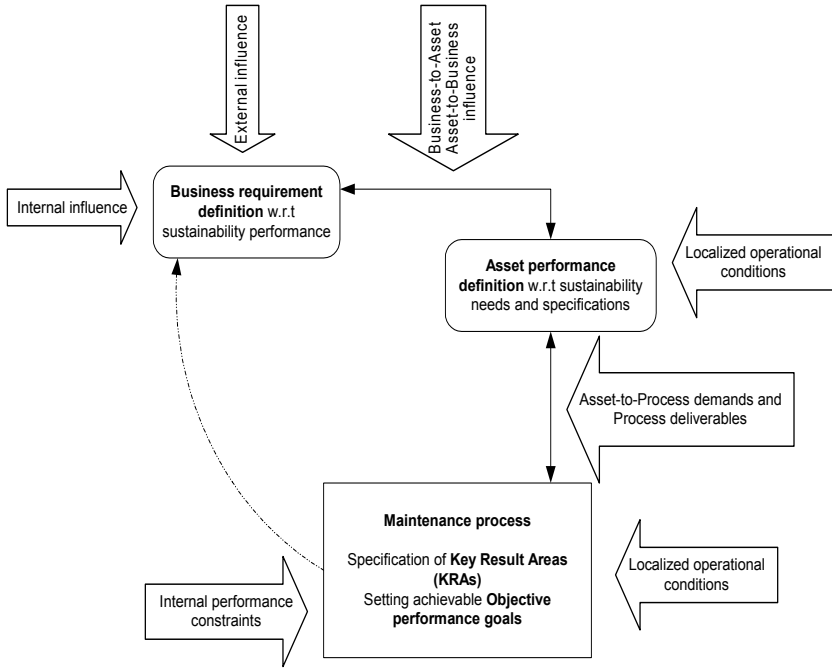 External influence
Business-to-Asset
Asset-to-Business
influence
Internal influence
Business requirement
definition w.r.t
sustainability performance
Asset performance
definition w.r.t sustainability
needs and specifications
Localized operational
conditions
Asset-to-Process demands and
Process deliverables
Maintenance process
Specification of Key Result Areas
(KRAs)
Setting achievable Objective
performance goals
Internal performance
constraints
Localized operational
conditions